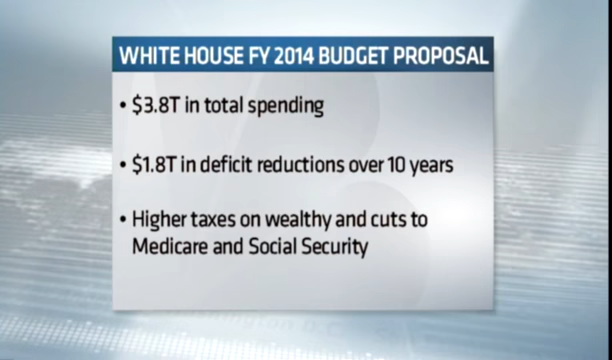 WHITE HOUSE FY 2014 BUDGET PROPOSAL
• $3.8T in total spending
• $1.8T in deficit reductions over 10 years
• Higher taxes on wealthy and cuts to
Medicare and Social Security